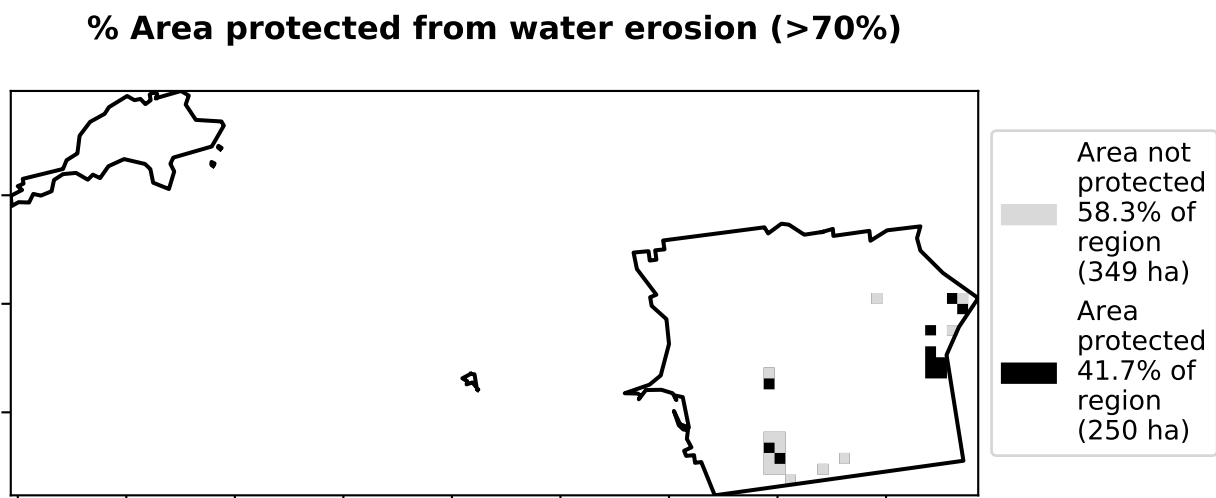 % Area protected from water erosion (>70%)
Area not
protected
58.3% of
region
(349 ha)
Area
protected
41.7% of
region
(250 ha)